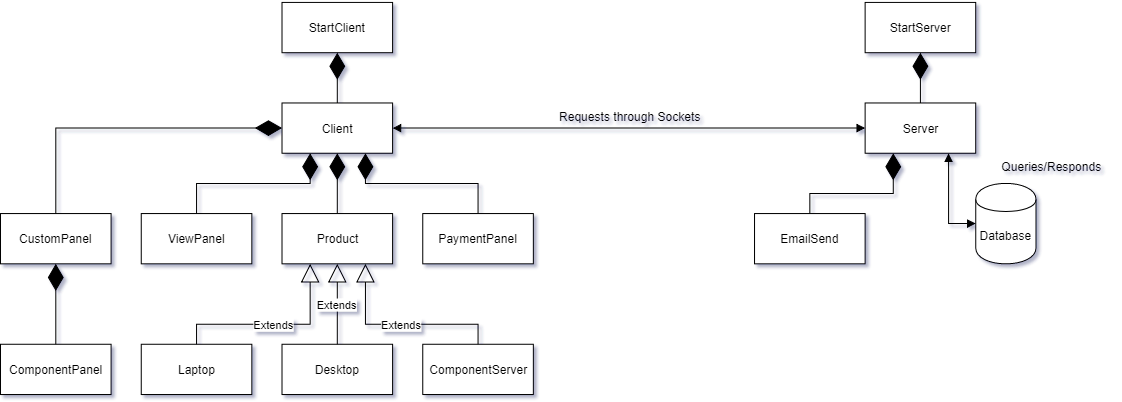 StartClient
StartServer
Requests through Sockets
Client
Server
Queries/Responds
CustomPanel
ViewPanel
Product
PaymentPanel
EmailSend
Database
Extends
Extends
Extends
ComponentPanel
Laptop
Desktop
ComponentServer